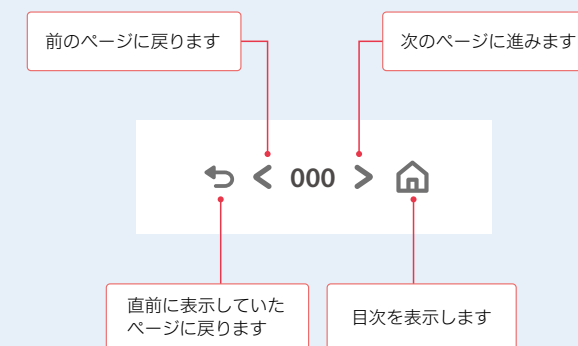 前のページに戻ります
次のページに進みます
000
直前に表示していた
ページに戻ります
目次を表示します